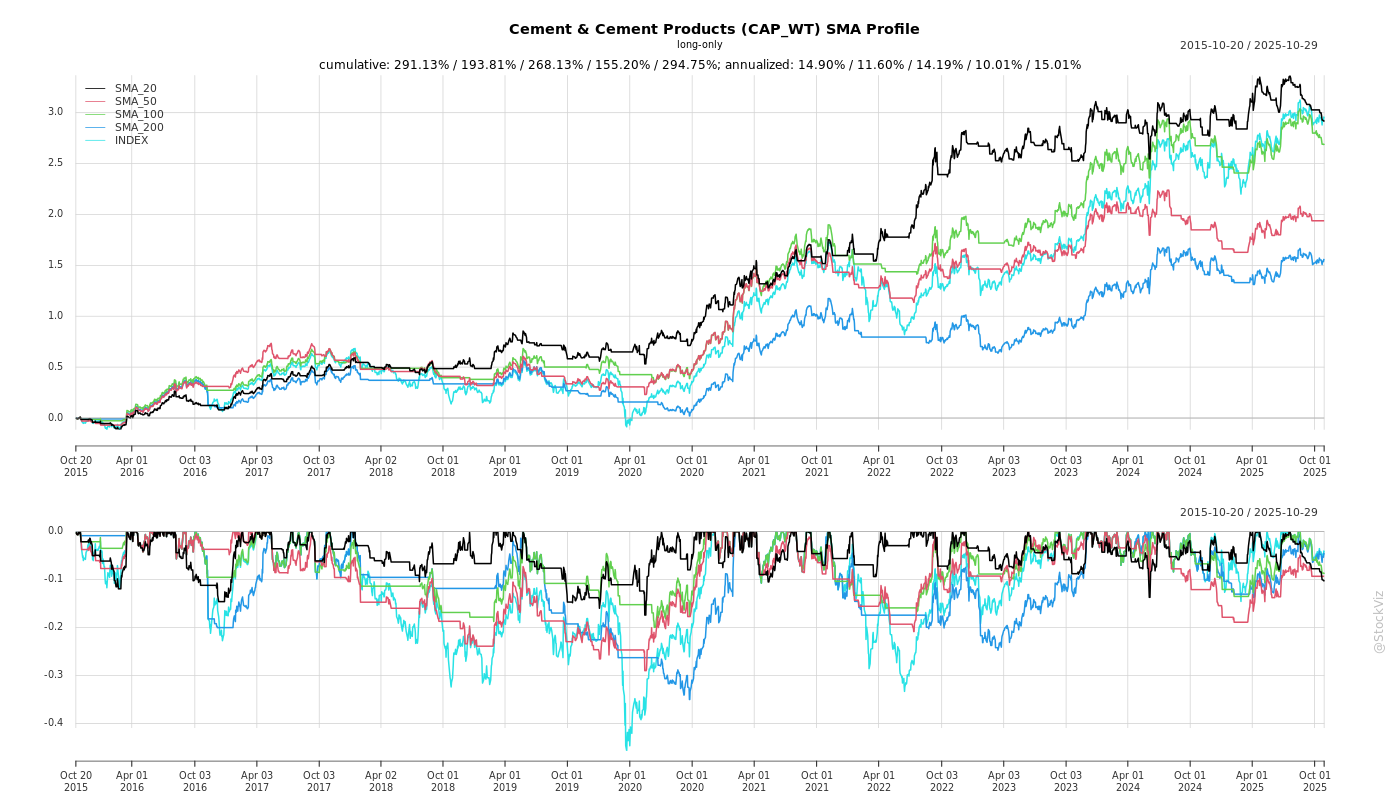 Cement & Cement Products (CAP_WT) SMA Profile
long-only
2015-10-20 / 2025-10-29
cumulative: 291.13% / 193.81% / 268.13% / 155.20% / 294.75%; annualized: 14.90% / 11.60% / 14.19% / 10.01% / 15.01%
SMA_20
SMA_50
SMA_100
SMA_200
INDEX
3.0
2.5
2.0
1.5
1.0
0.5
0.0
Oct 20 Apr 01 Oct 03 Apr 03 Oct 03 Apr 02 Oct 01 Apr 01 Oct 01 Apr 01 Oct 01 Apr 01 Oct 01 Apr 01 Oct 03 Apr 03 Oct 03 Apr 01 Oct 01 Apr 01 Oct 01
2015 2016 2016 2017 2017 2018 2018 2019 2019 2020 2020 2021 2021 2022 2022 2023 2023 2024 2024 2025 2025
2015-10-20 / 2025-10-29
0.0
-0.1
-0.2
-0.3
-0.4
Oct 20 Apr 01 Oct 03 Apr 03 Oct 03 Apr 02 Oct 01 Apr 01 Oct 01 Apr 01 Oct 01 Apr 01 Oct 01 Apr 01 Oct 03 Apr 03 Oct 03 Apr 01 Oct 01 Apr 01 Oct 01
2015 2016 2016 2017 2017 2018 2018 2019 2019 2020 2020 2021 2021 2022 2022 2023 2023 2024 2024 2025 2025
@StockViz